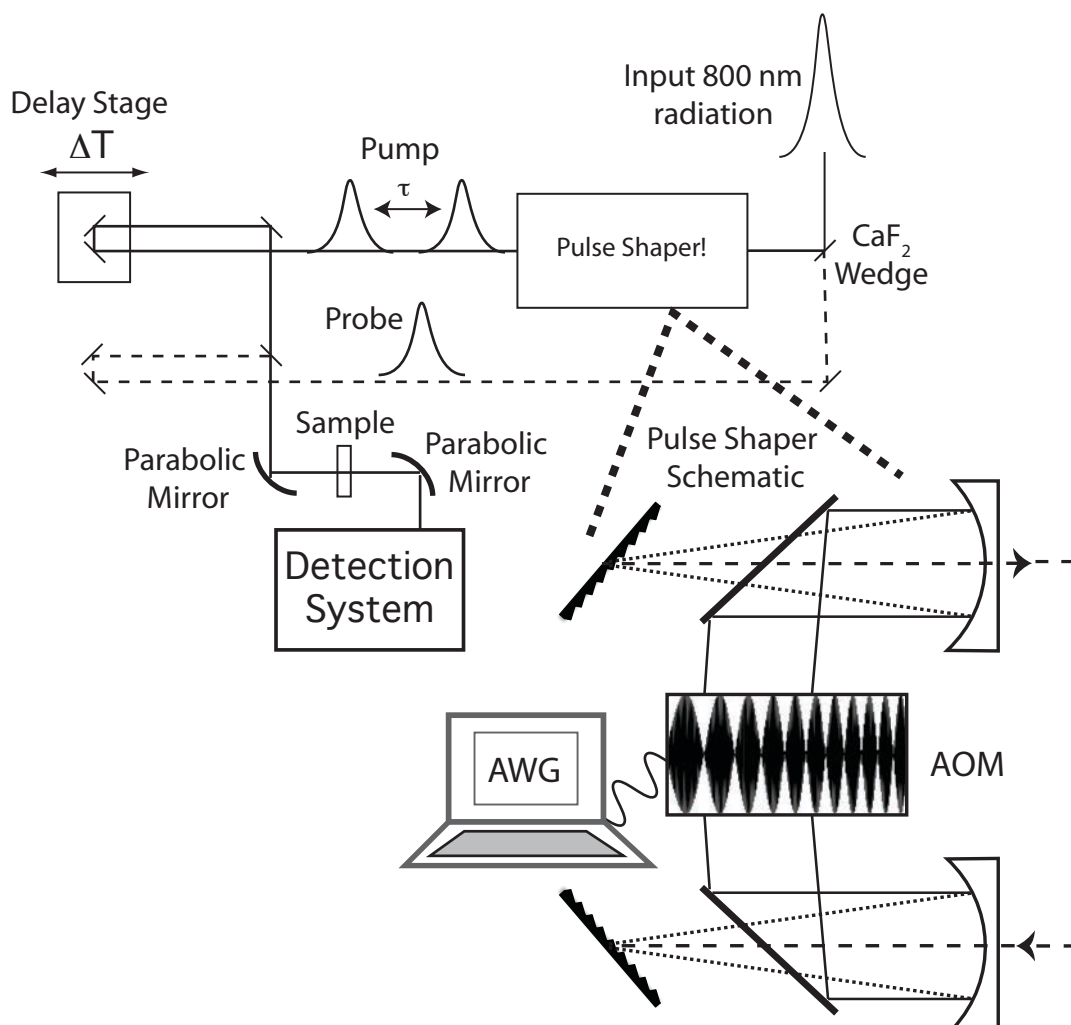 Input 800 nm
radiation
Delay Stage
ΔT
Pump
τ
Pulse Shaper!
CaF₂
Wedge
Probe
Sample
Parabolic
Mirror
Parabolic
Mirror
Pulse Shaper
Schematic
Detection
System
AWG
AOM